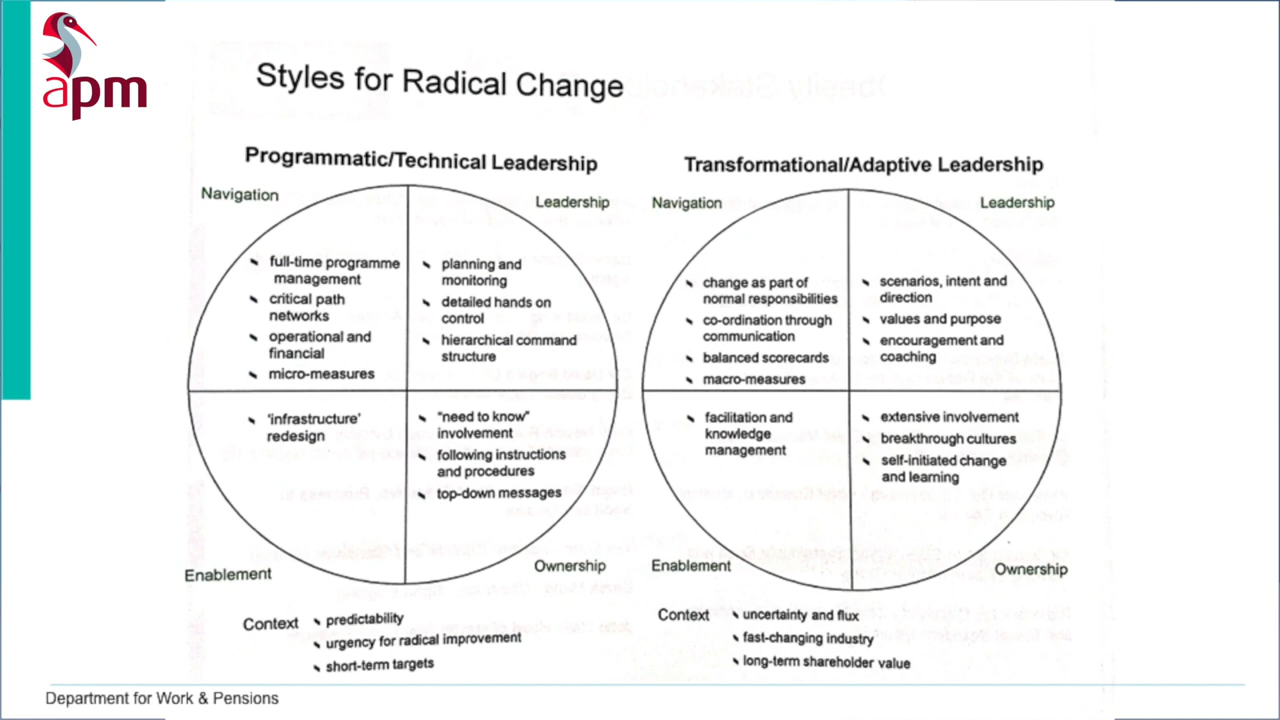 apm
Styles for Radical Change
Programmatic/Technical Leadership
Navigation
Leadership
• full-time programme
management
• critical path
networks
• operational and
financial
• micro-measures
• planning and
monitoring
• detailed hands on
control
• hierarchical command
structure
• 'infrastructure'
redesign
• "need to know"
involvement
• following instructions
and procedures
• top-down messages
Enablement
Ownership
Context
• predictability
• urgency for radical improvement
• short-term targets
Transformational/Adaptive Leadership
Navigation
Leadership
• change as part of
normal responsibilities
• co-ordination through
communication
• balanced scorecards
• macro-measures
• scenarios, intent and
direction
• values and purpose
• encouragement and
coaching
• facilitation and
knowledge
management
• extensive involvement
• breakthrough cultures
• self-initiated change
and learning
Enablement
Ownership
Context
• uncertainty and flux
• fast-changing industry
• long-term shareholder value
Department for Work & Pensions